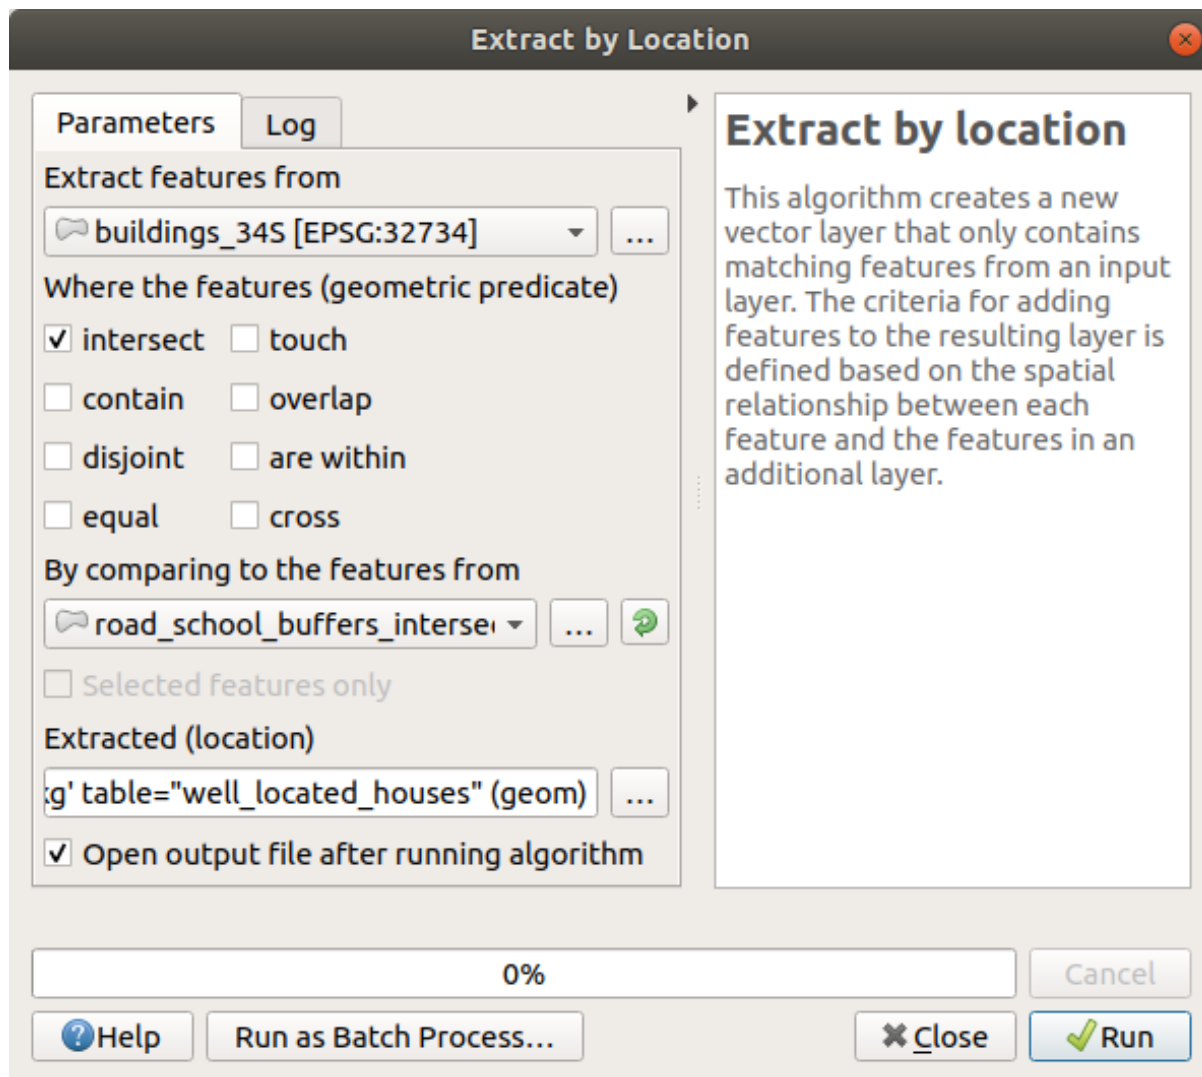 Extract by Location
Parameters
Log
Extract features from
buildings_34S [EPSG:32734]
...
Where the features (geometric predicate)
intersect
touch
contain
overlap
disjoint
are within
equal
cross
By comparing to the features from
road_school_buffers_interse
...
Selected features only
Extracted (location)
g' table="well_located_houses" (geom)
...
Open output file after running algorithm
Extract by location
This algorithm creates a new
vector layer that only contains
matching features from an input
layer. The criteria for adding
features to the resulting layer is
defined based on the spatial
relationship between each
feature and the features in an
additional layer.
0%
Cancel
Help
Run as Batch Process...
Close
Run